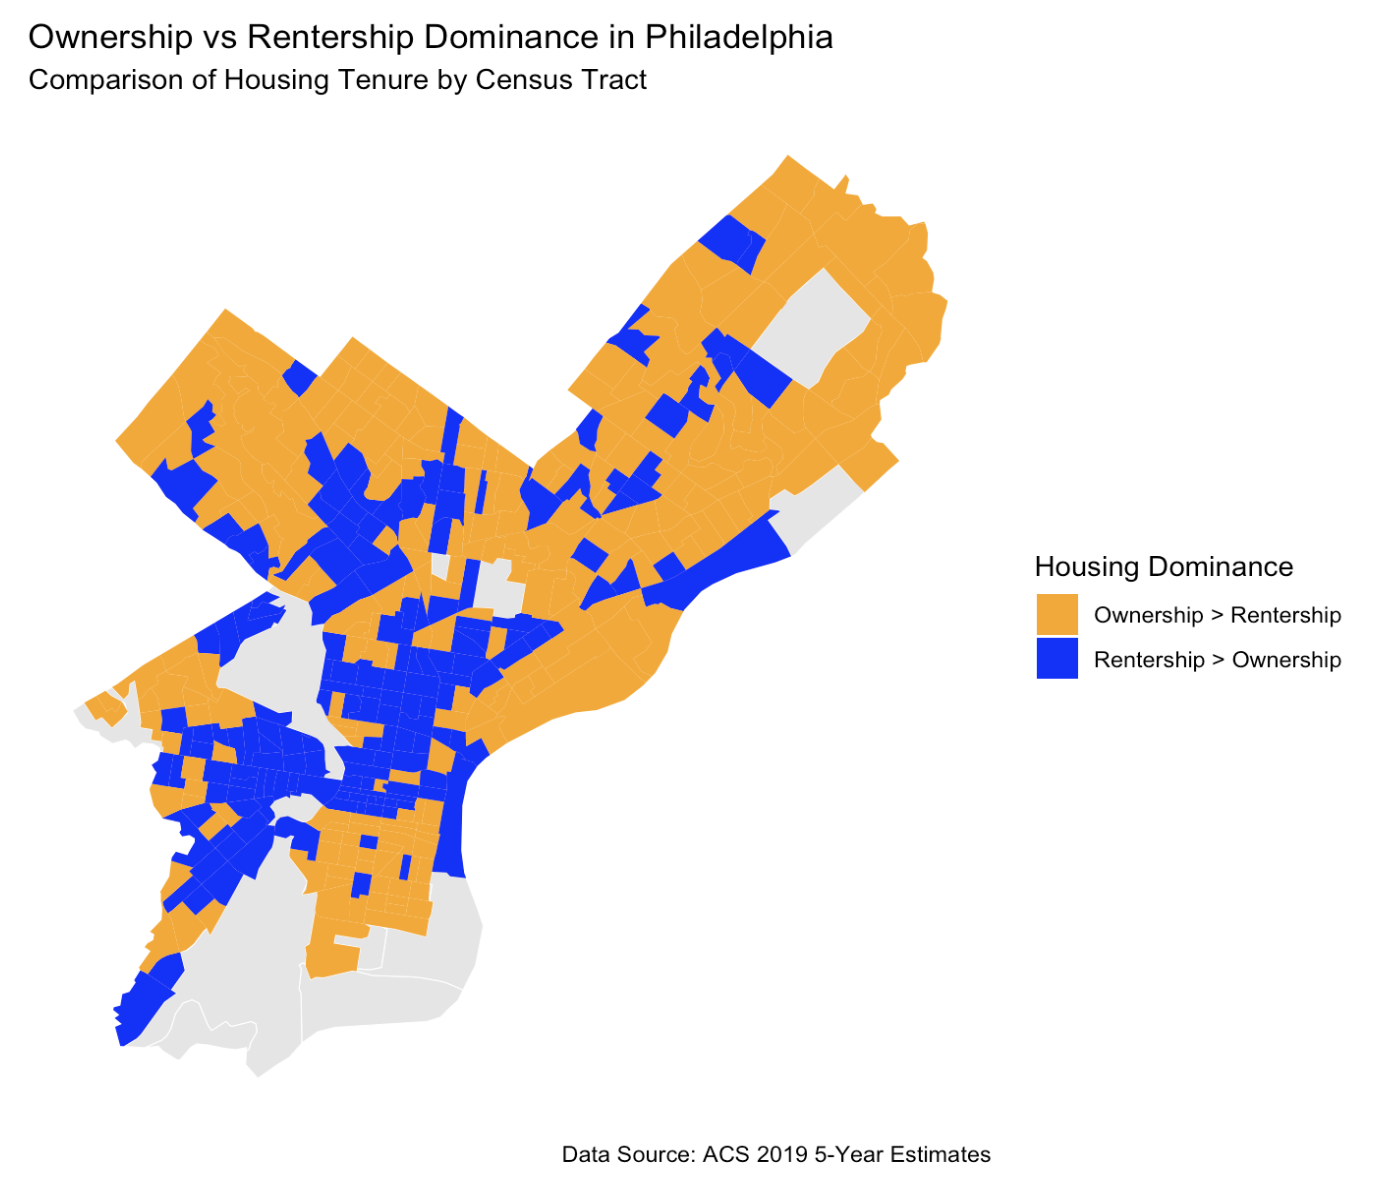 Ownership vs Rentership Dominance in Philadelphia
Comparison of Housing Tenure by Census Tract
Housing Dominance
Ownership > Rentership
Rentership > Ownership
Data Source: ACS 2019 5-Year Estimates